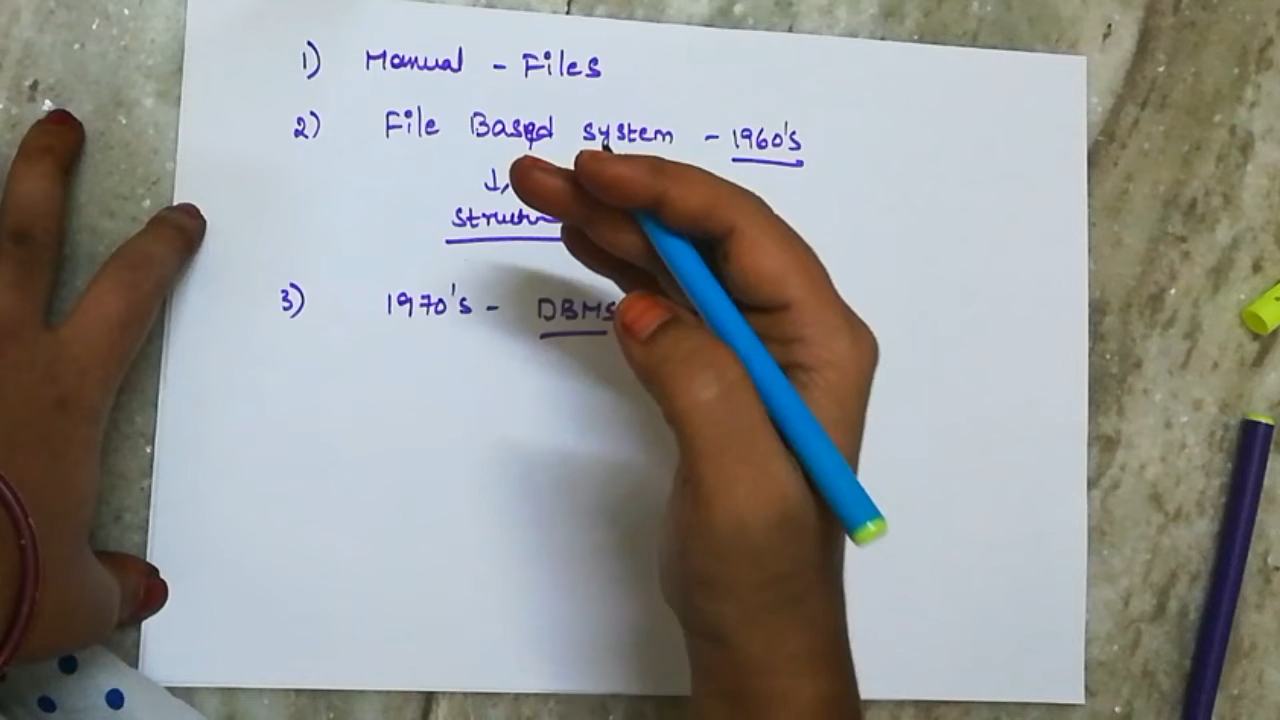 1) Manual - Files
2) File Based system - 1960's
↓
3) 1970's - DBMS